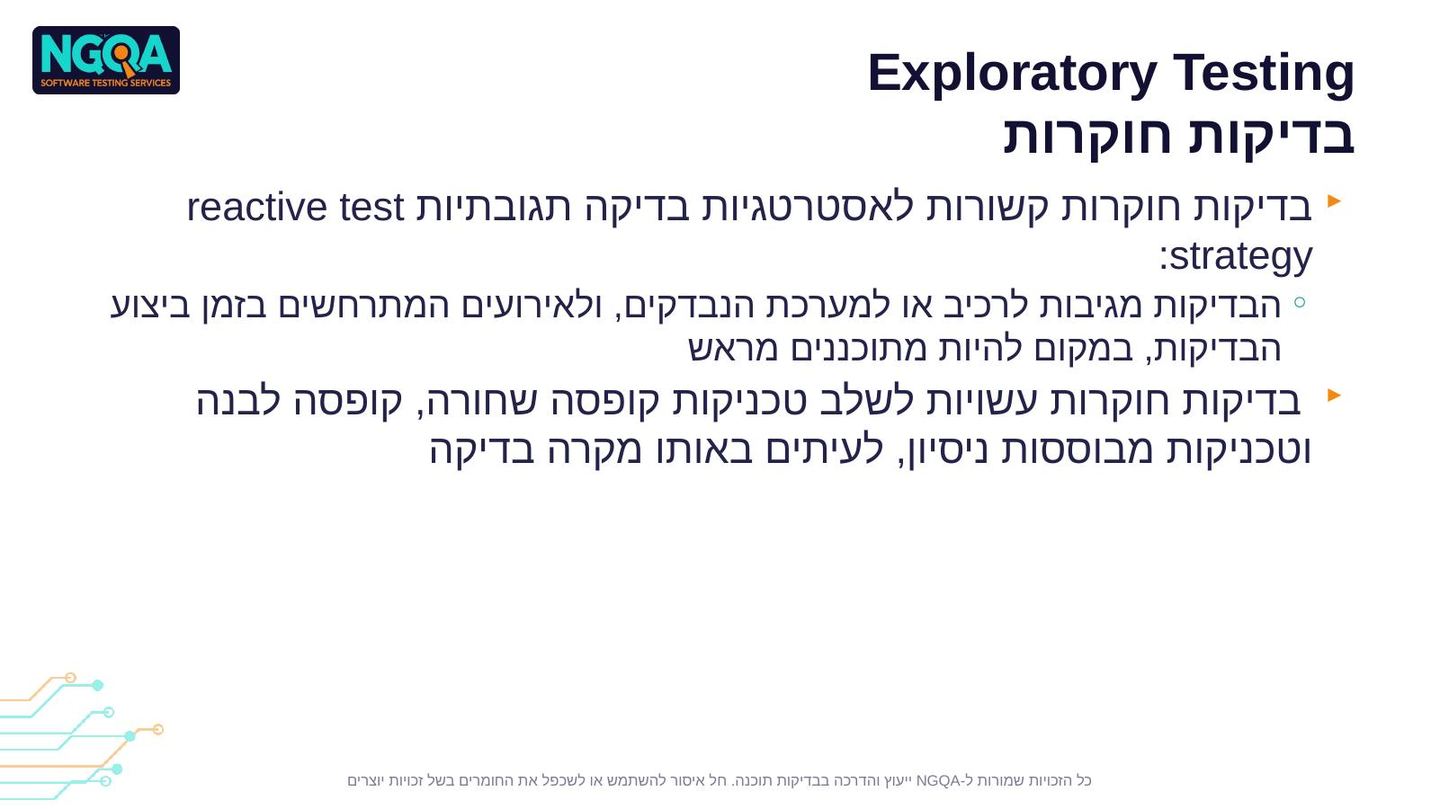 NGQA
SOFTWARE TESTING SERVICES
Exploratory Testing
בדיקות חוקרות
בדיקות חוקרות קשורות לאסטרטגיות בדיקה תגובתיות reactive test
strategy:
הבדיקות מגיבות לרכיב או למערכת הנבדקים, ולאירועים המתרחשים בזמן ביצוע
הבדיקות, במקום להיות מתוכננים מראש
בדיקות חוקרות עשויות לשלב טכניקות קופסה שחורה, קופסה לבנה
וטכניקות מבוססות ניסיון, לעיתים באותו מקרה בדיקה
כל הזכויות שמורות ל-NGQA ייעוץ והדרכה בבדיקות תוכנה. חל איסור להשתמש או לשכפל את החומרים בשל זכויות יוצרים